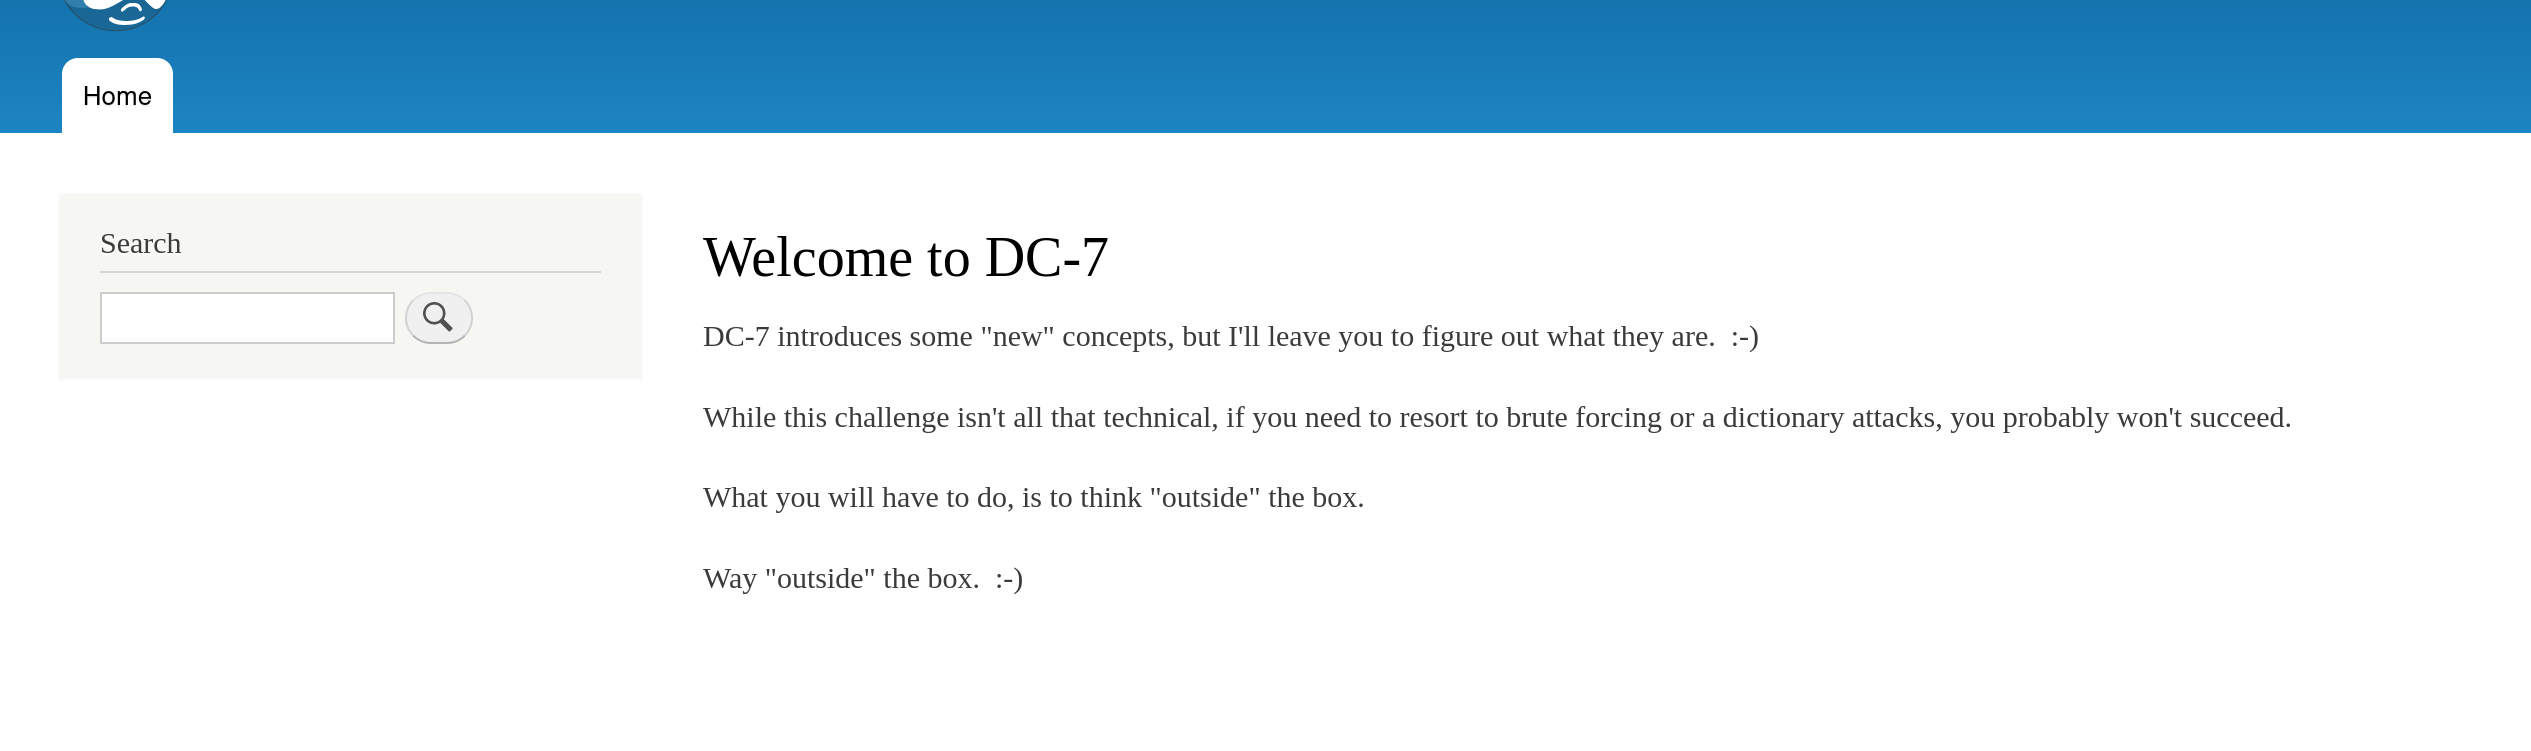 Home
Search
Welcome to DC-7
DC-7 introduces some "new" concepts, but I'll leave you to figure out what they are.  :-)
While this challenge isn't all that technical, if you need to resort to brute forcing or a dictionary attacks, you probably won't succeed.
What you will have to do, is to think "outside" the box.
Way "outside" the box.  :-)